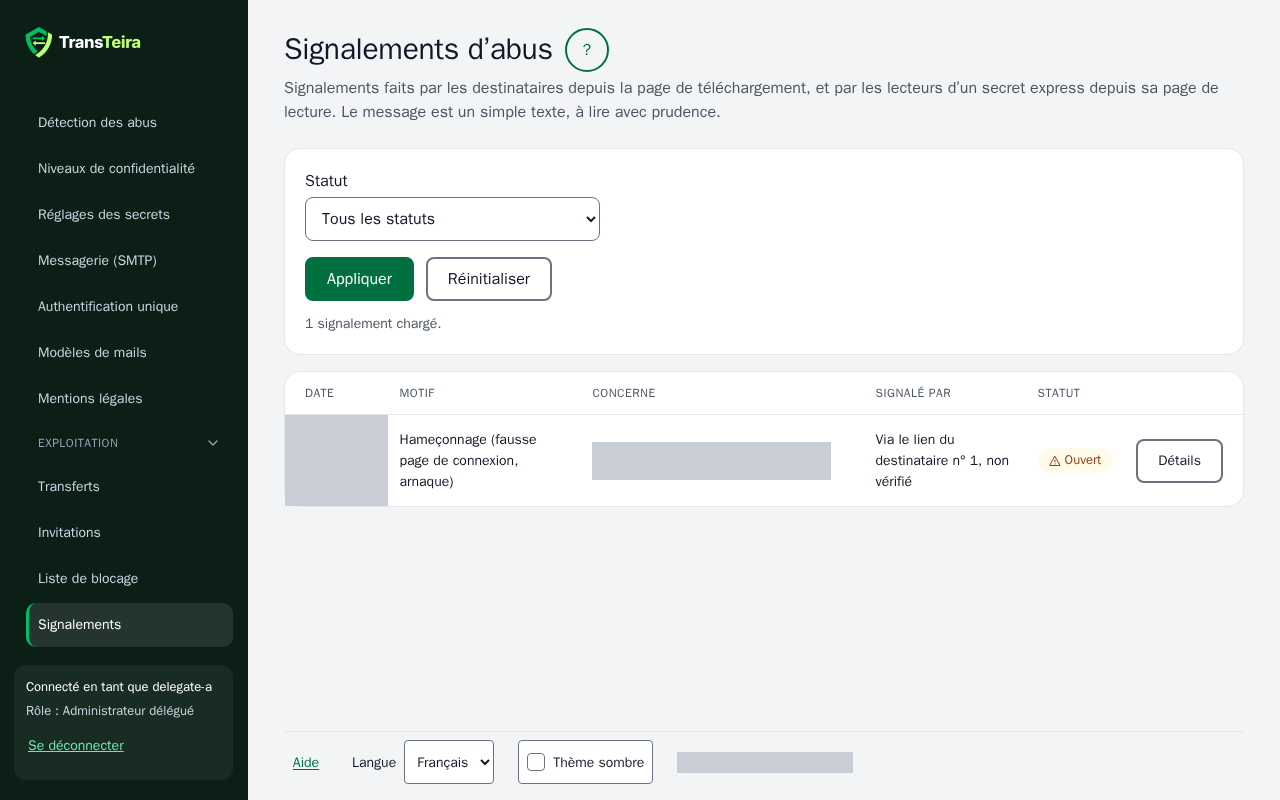 TransTeira
Détection des abus
Niveaux de confidentialité
Réglages des secrets
Messagerie (SMTP)
Authentification unique
Modèles de mails
Mentions légales
EXPLOITATION
Transferts
Invitations
Liste de blocage
Signalements
Connecté en tant que delegate-a
Rôle : Administrateur délégué
Se déconnecter
Signalements d’abus ?
Signalements faits par les destinataires depuis la page de téléchargement, et par les lecteurs d’un secret express depuis sa page de
lecture. Le message est un simple texte, à lire avec prudence.
Statut
Tous les statuts
Appliquer Réinitialiser
1 signalement chargé.
DATE MOTIF CONCERNE SIGNALÉ PAR STATUT
Hameçonnage (fausse
page de connexion,
arnaque)
Via le lien du
destinataire nº 1, non
vérifié
Ouvert
Détails
Aide Langue Français Thème sombre